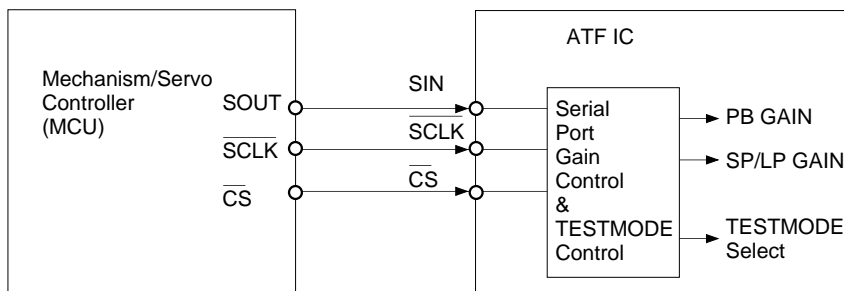 ATF IC
Mechanism/Servo
Controller
(MCU)
SOUT
SCLK
CS
SIN
SCLK
CS
Serial
Port
Gain
Control
&
TESTMODE
Control
PB GAIN
SP/LP GAIN
TESTMODE
Select